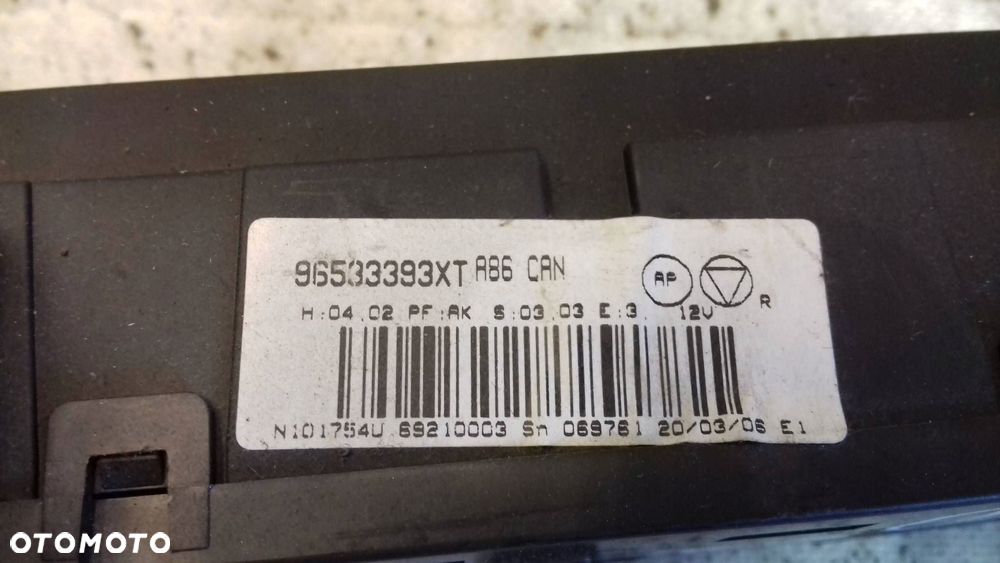 96533393XT A86 CAN
AP R
H:04.02 PF:AK S:03.03 E:3. 12V
N101754U 69210003 Sn 069761 20/03/06 E1
OTOMOTO